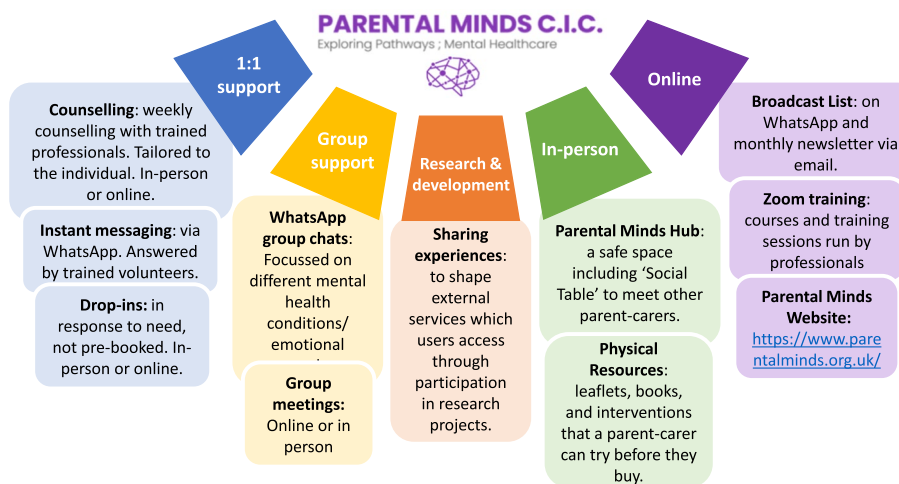 PARENTAL MINDS C.I.C.
Exploring Pathways ; Mental Healthcare
1:1
support
Counselling: weekly
counselling with trained
professionals. Tailored to
the individual. In-person
or online.
Instant messaging: via
WhatsApp. Answered
by trained volunteers.
Drop-ins: in
response to need,
not pre-booked. In-
person or online.
Group
support
WhatsApp
group chats:
Focussed on
different mental
health
conditions/
emotional
Group
meetings:
Online or in
person
Research &
development
Sharing
experiences:
to shape
external
services which
users access
through
participation
in research
projects.
In-person
Parental Minds Hub:
a safe space
including ‘Social
Table’ to meet other
parent-carers.
Physical
Resources:
leaflets, books,
and interventions
that a parent-carer
can try before they
buy.
Online
Broadcast List: on
WhatsApp and
monthly newsletter via
email.
Zoom training:
courses and training
sessions run by
professionals
Parental Minds
Website:
https://www.pare
ntalminds.org.uk/